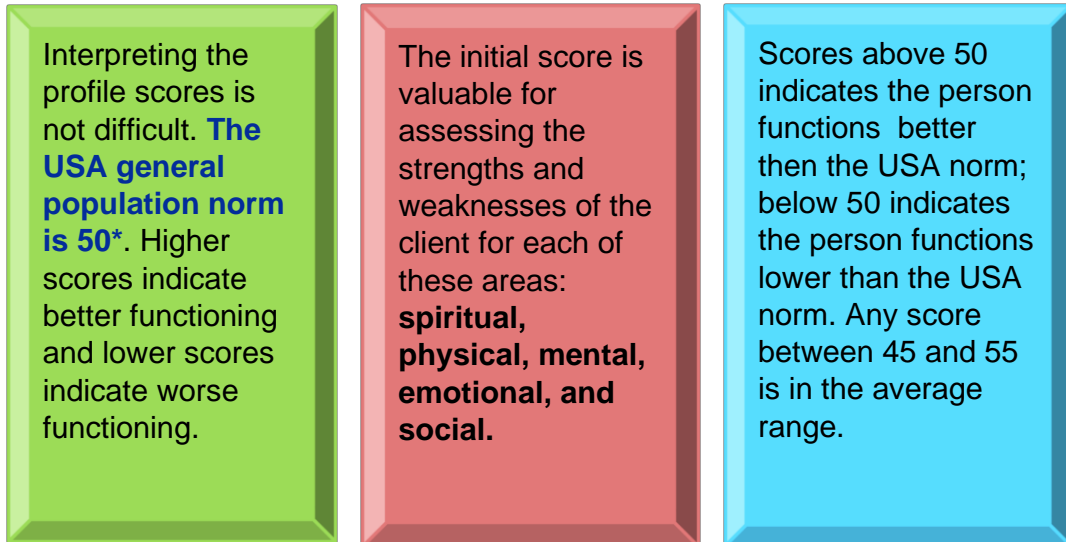 Interpreting the
profile scores is
not difficult. The
USA general
population norm
is 50*. Higher
scores indicate
better functioning
and lower scores
indicate worse
functioning.
The initial score is
valuable for
assessing the
strengths and
weaknesses of the
client for each of
these areas:
spiritual,
physical, mental,
emotional, and
social.
Scores above 50
indicates the person
functions  better
then the USA norm;
below 50 indicates
the person functions
lower than the USA
norm. Any score
between 45 and 55
is in the average
range.